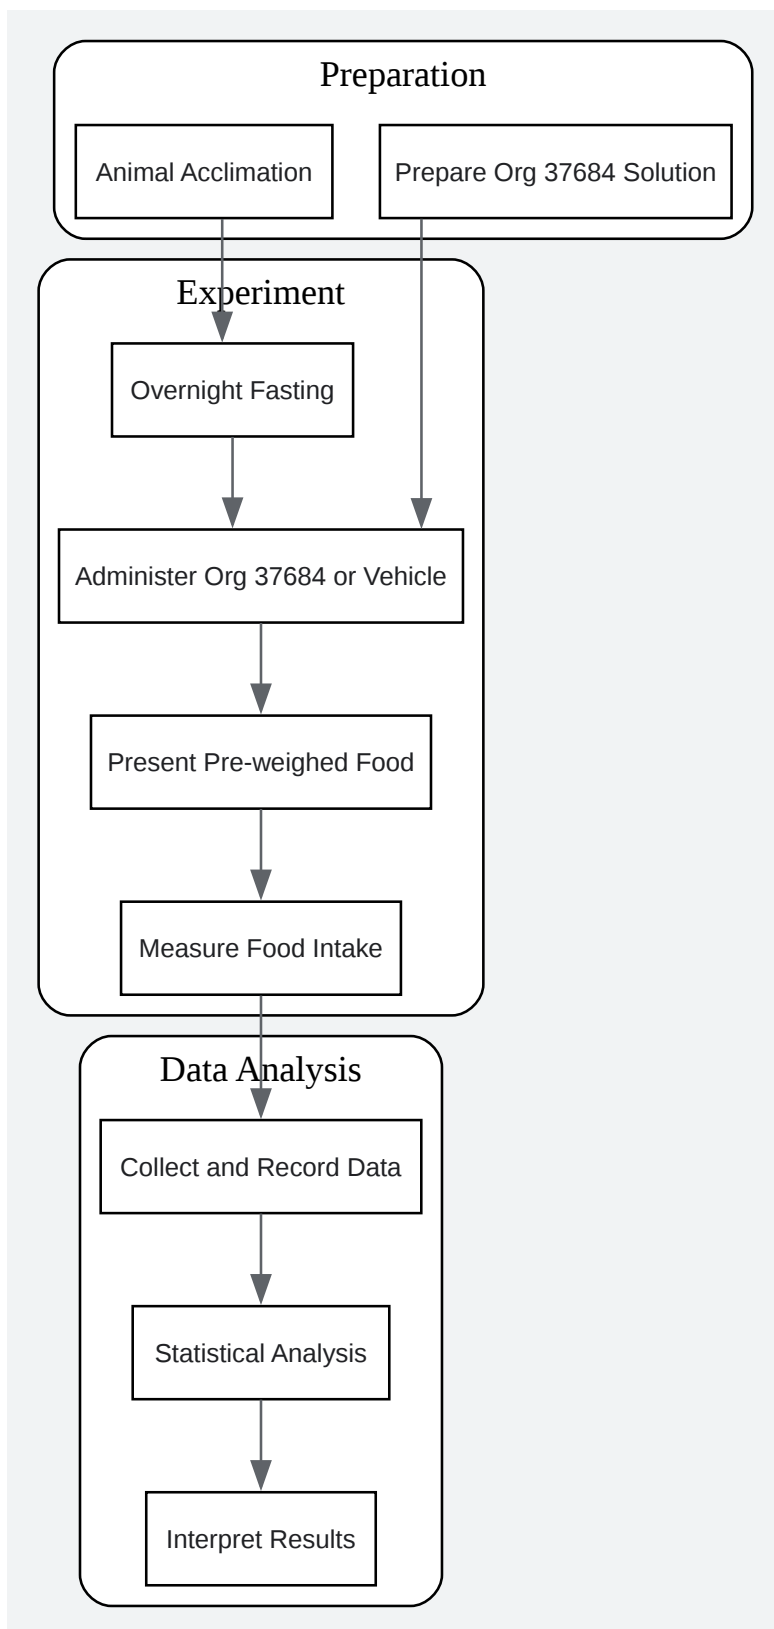 Preparation
Animal Acclimation
Prepare Org 37684 Solution
Experiment
Overnight Fasting
Administer Org 37684 or Vehicle
Present Pre-weighed Food
Measure Food Intake
Data Analysis
Collect and Record Data
Statistical Analysis
Interpret Results